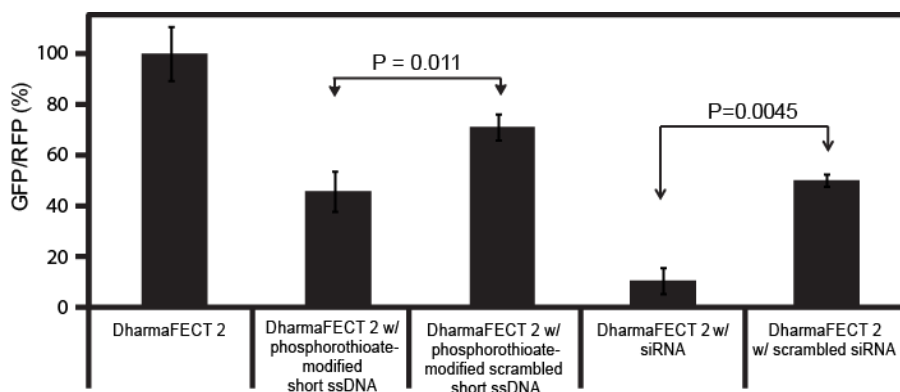 GFP/RFP (%)
100
80
60
40
20
0
P = 0.011
P=0.0045
DharmaFECT 2
DharmaFECT 2 w/
phosphorothioate-
modified
short ssDNA
DharmaFECT 2 w/
phosphorothioate-
modified scrambled
short ssDNA
DharmaFECT 2 w/
siRNA
DharmaFECT 2
w/ scrambled siRNA